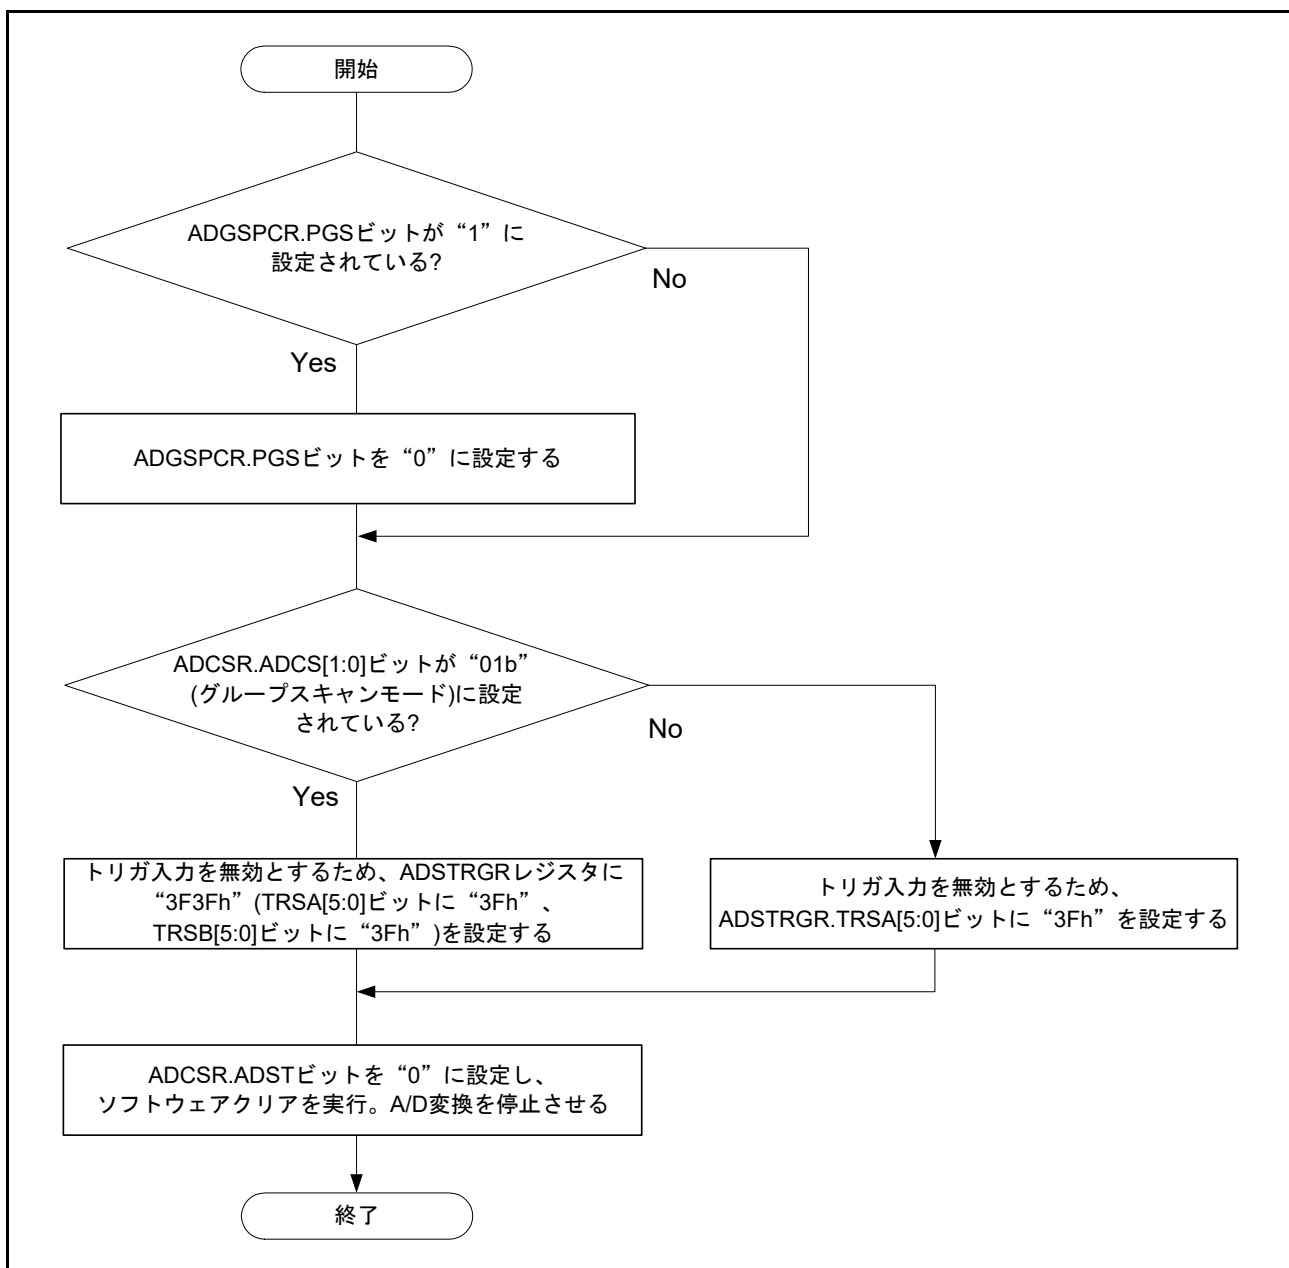 開始
ADGSPCR.PGSビットが“1”に
設定されている?
No
Yes
ADGSPCR.PGSビットを“0”に設定する
ADCSR.ADCS[1:0]ビットが“01b”
(グループスキャンモード)に設定
されている?
No
Yes
トリガ入力を無効とするため、ADSTRGRレジスタに
“3F3Fh”(TRSA[5:0]ビットに“3Fh”、
TRSB[5:0]ビットに“3Fh”)を設定する
トリガ入力を無効とするため、
ADSTRGR.TRSA[5:0]ビットに“3Fh”を設定する
ADCSR.ADSTビットを“0”に設定し、
ソフトウェアクリアを実行。A/D変換を停止させる
終了